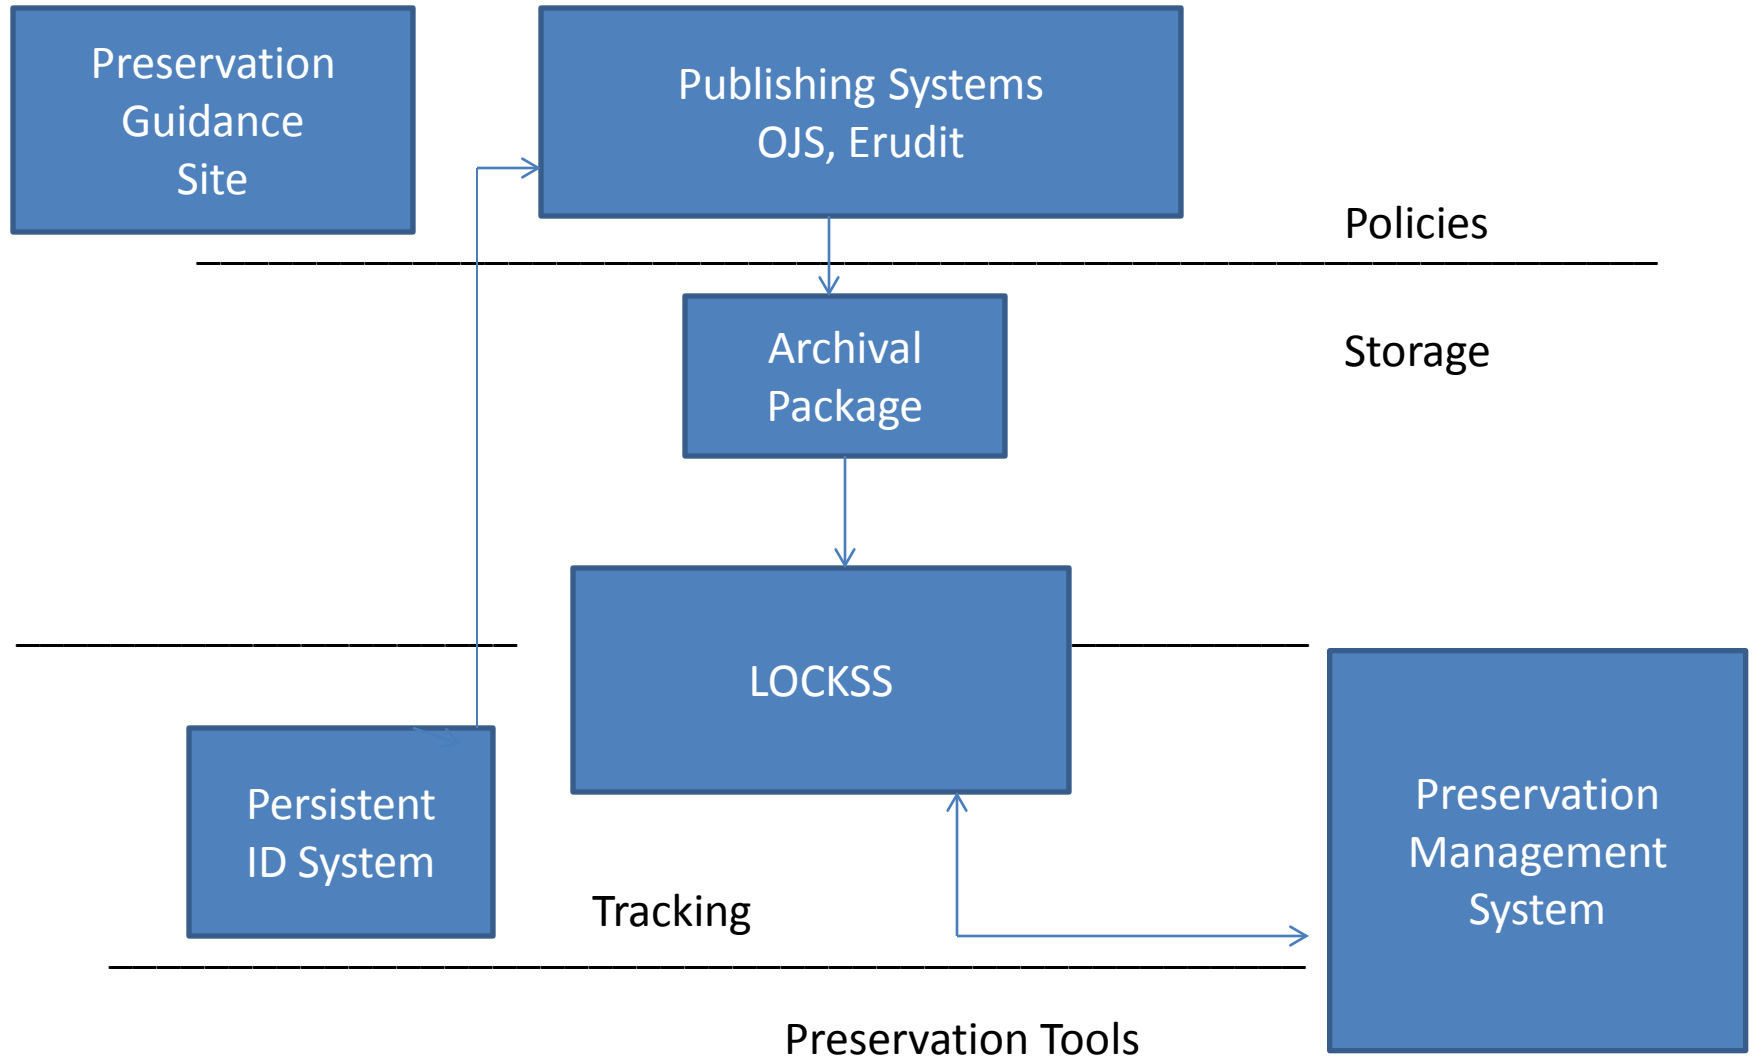 Preservation
Guidance
Site
Publishing Systems
OJS, Erudit
Policies
Archival
Package
Storage
LOCKSS
Persistent
ID System
Preservation
Management
System
Tracking
Preservation Tools